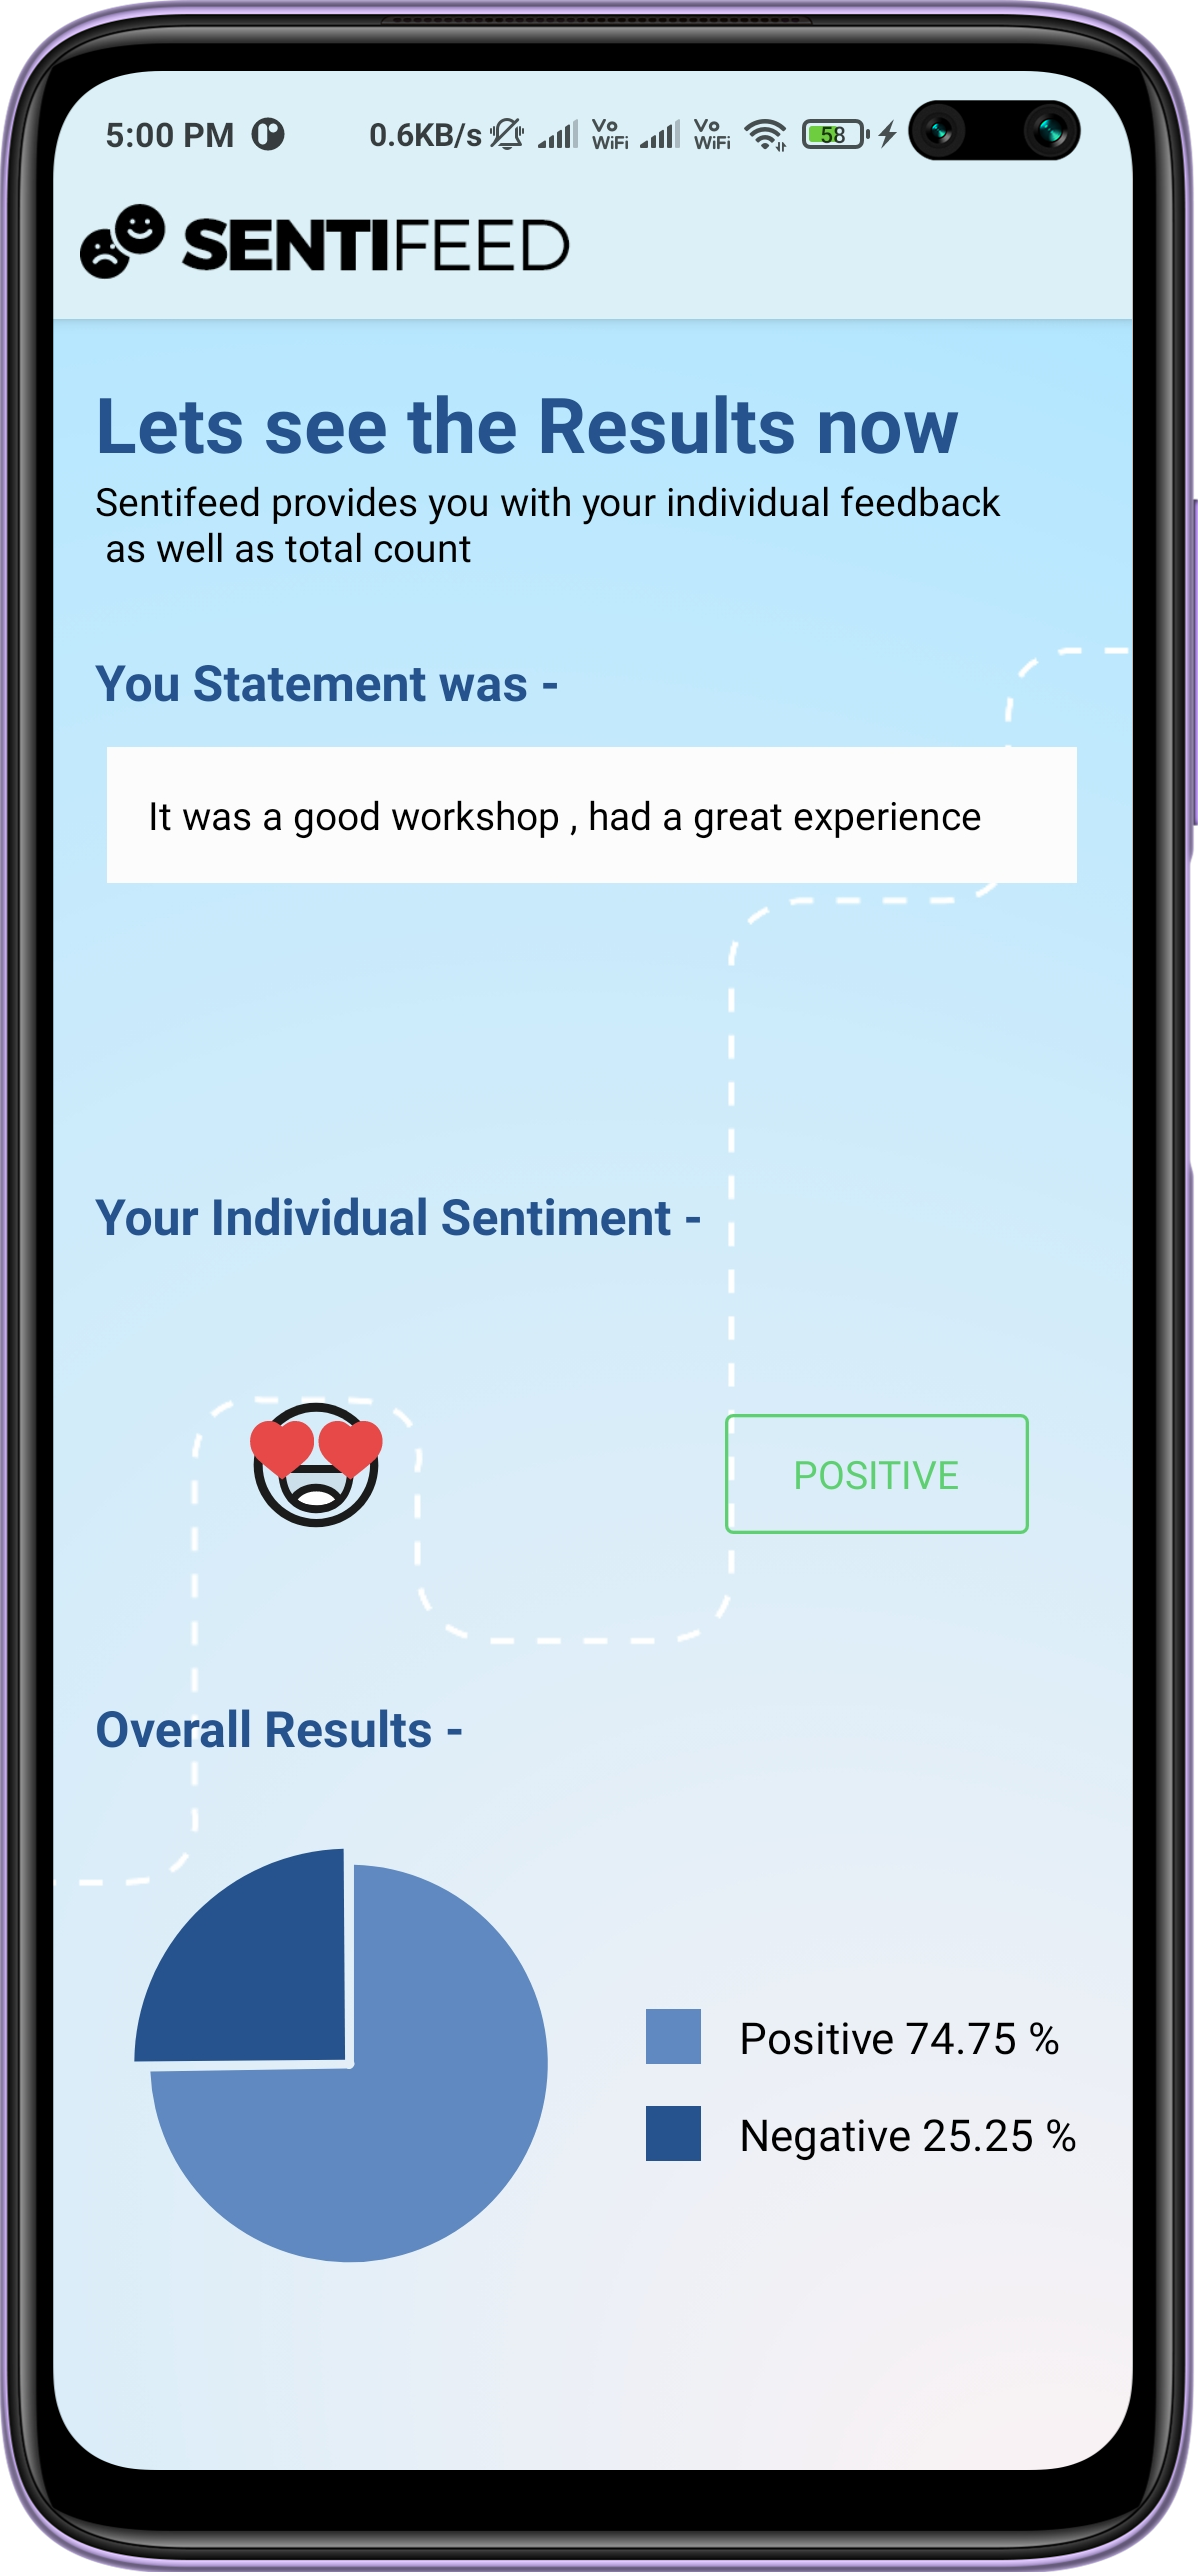 5:00 PM 0.6KB/s Vo WiFi Vo WiFi 58
SENTIFEED
Lets see the Results now
Sentifeed provides you with your individual feedback
as well as total count
You Statement was -
It was a good workshop , had a great experience
Your Individual Sentiment -
POSITIVE
Overall Results -
Positive 74.75 %
Negative 25.25 %